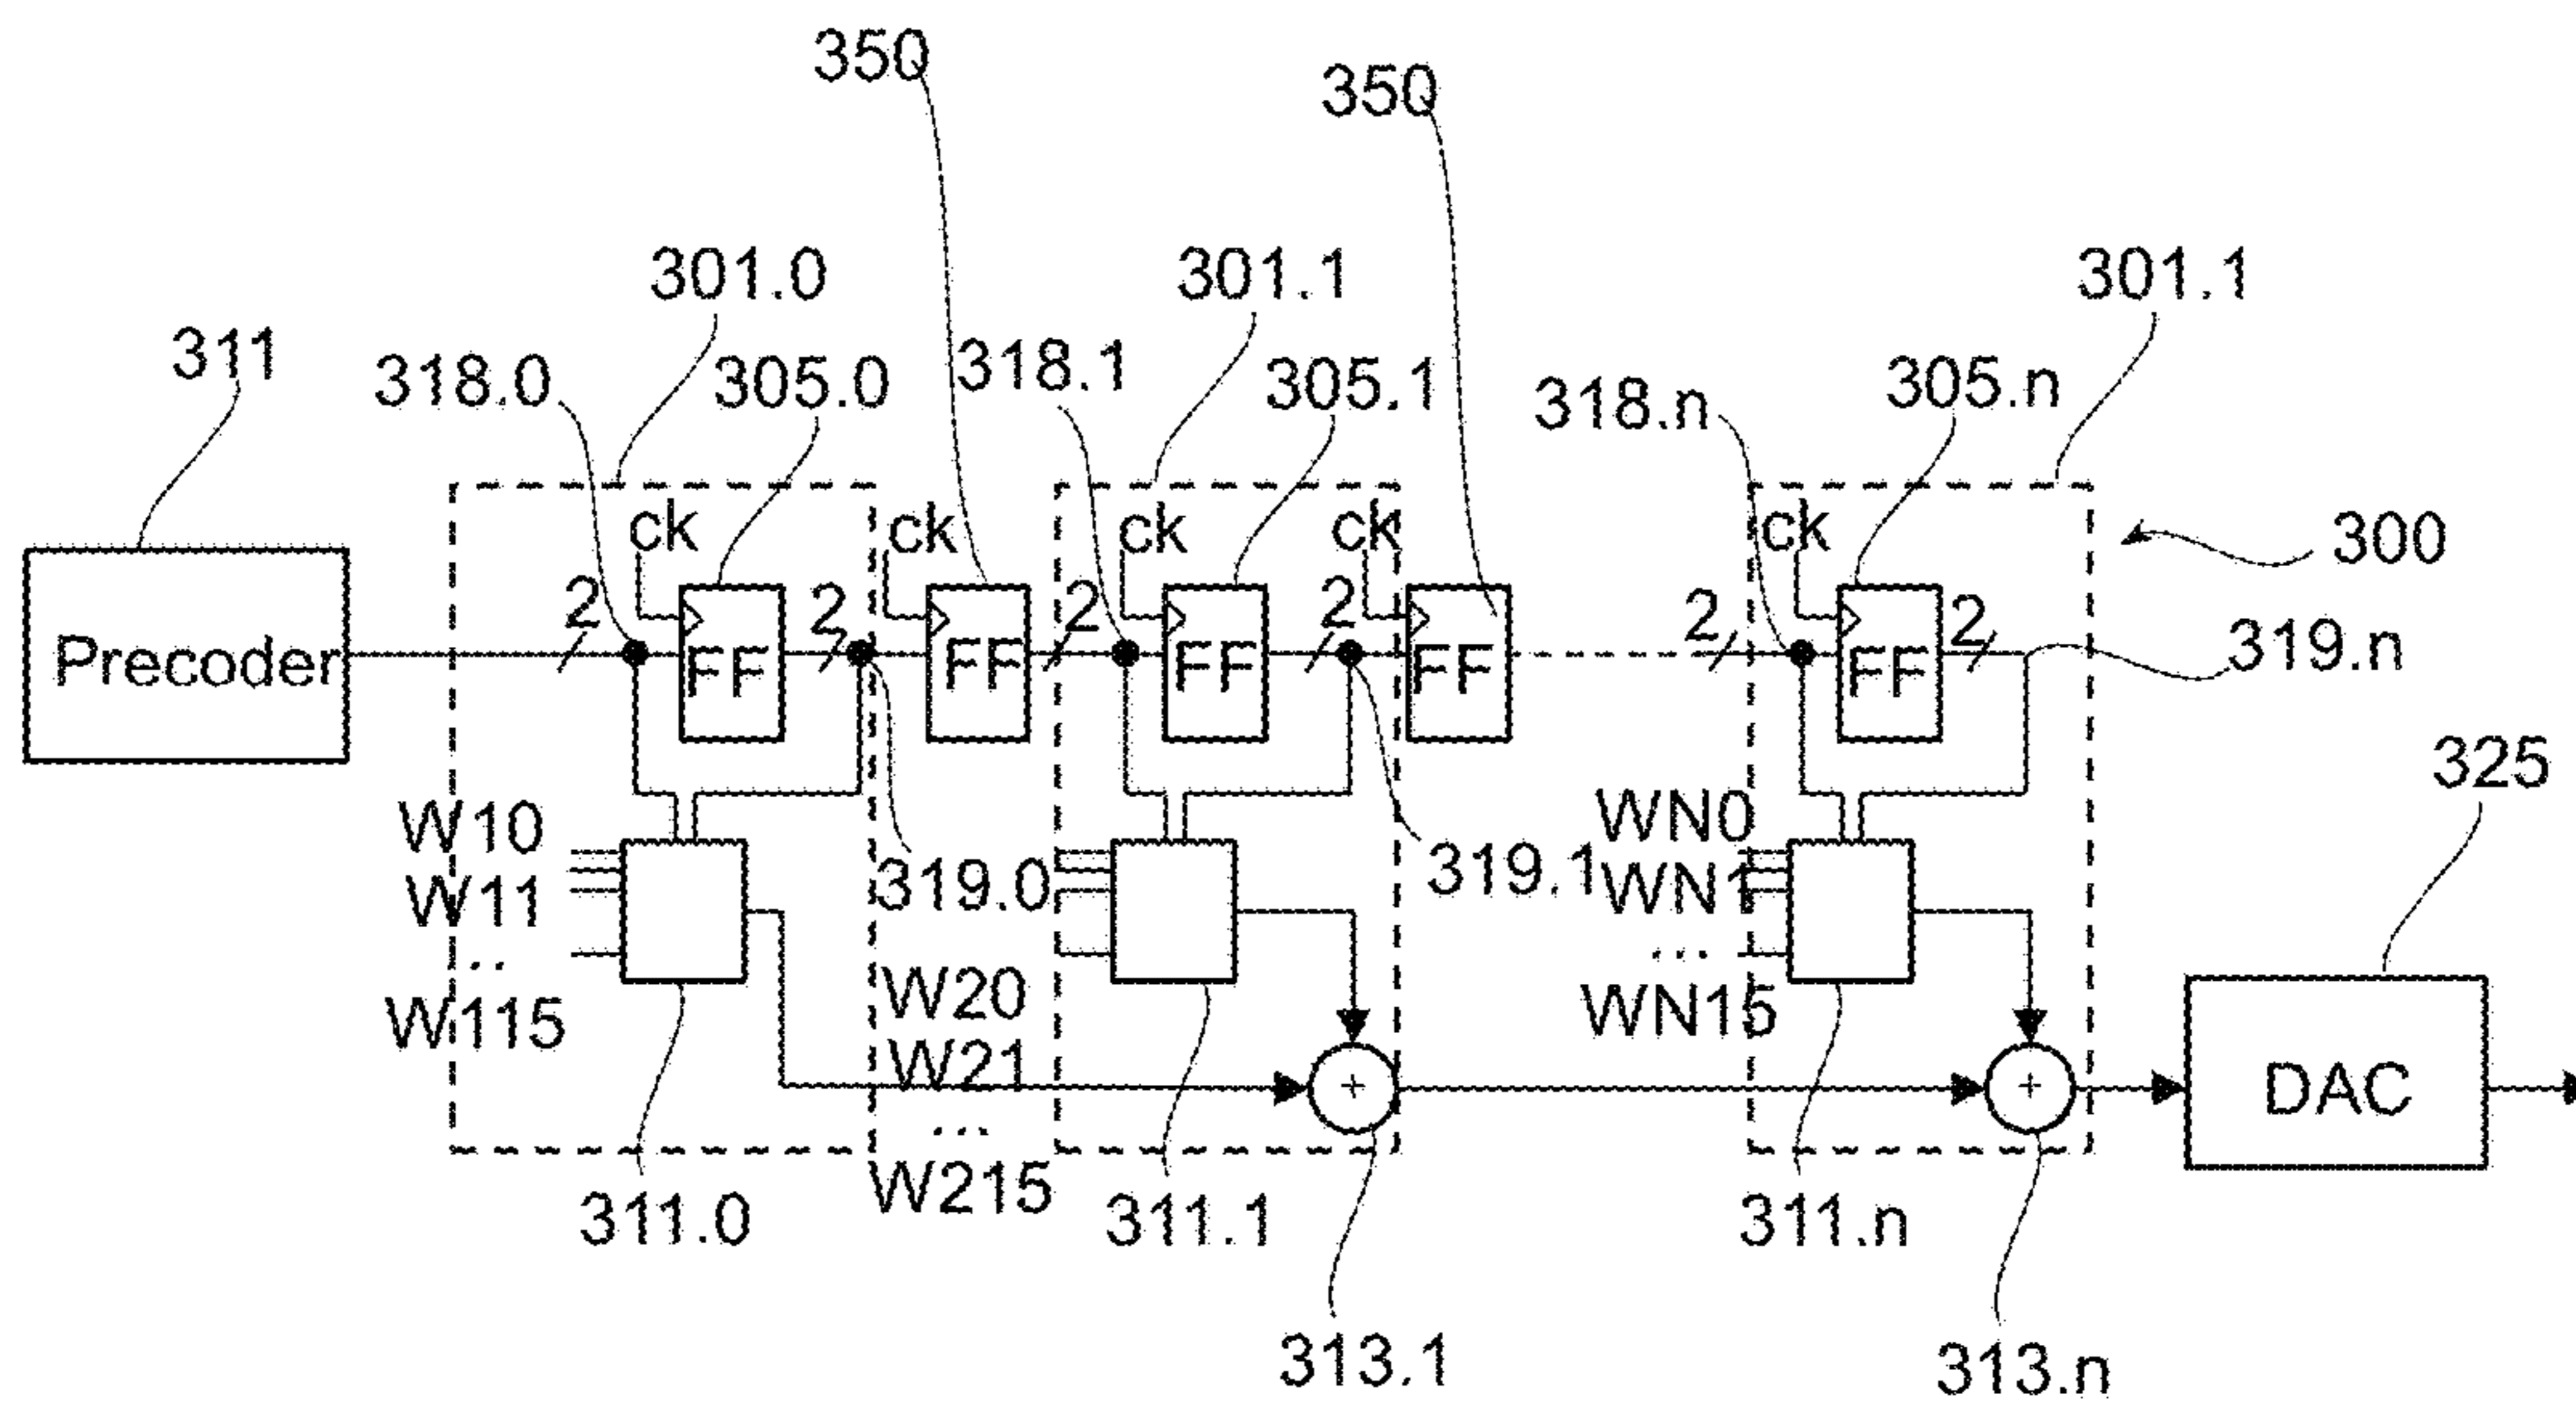 350
350
301.0
301.1
301.1
311
318.0
305.0
318.1
305.1
318.n
305.n
ck
ck
ck
ck
ck
300
2
2
2
2
2
2
Precoder
FF
FF
FF
FF
FF
319.n
325
W10
W11
..
W115
319.0
319.1
WN0
WN1
...
WN15
W20
W21
...
W215
+
+
DAC
311.0
311.1
311.n
313.1
313.n